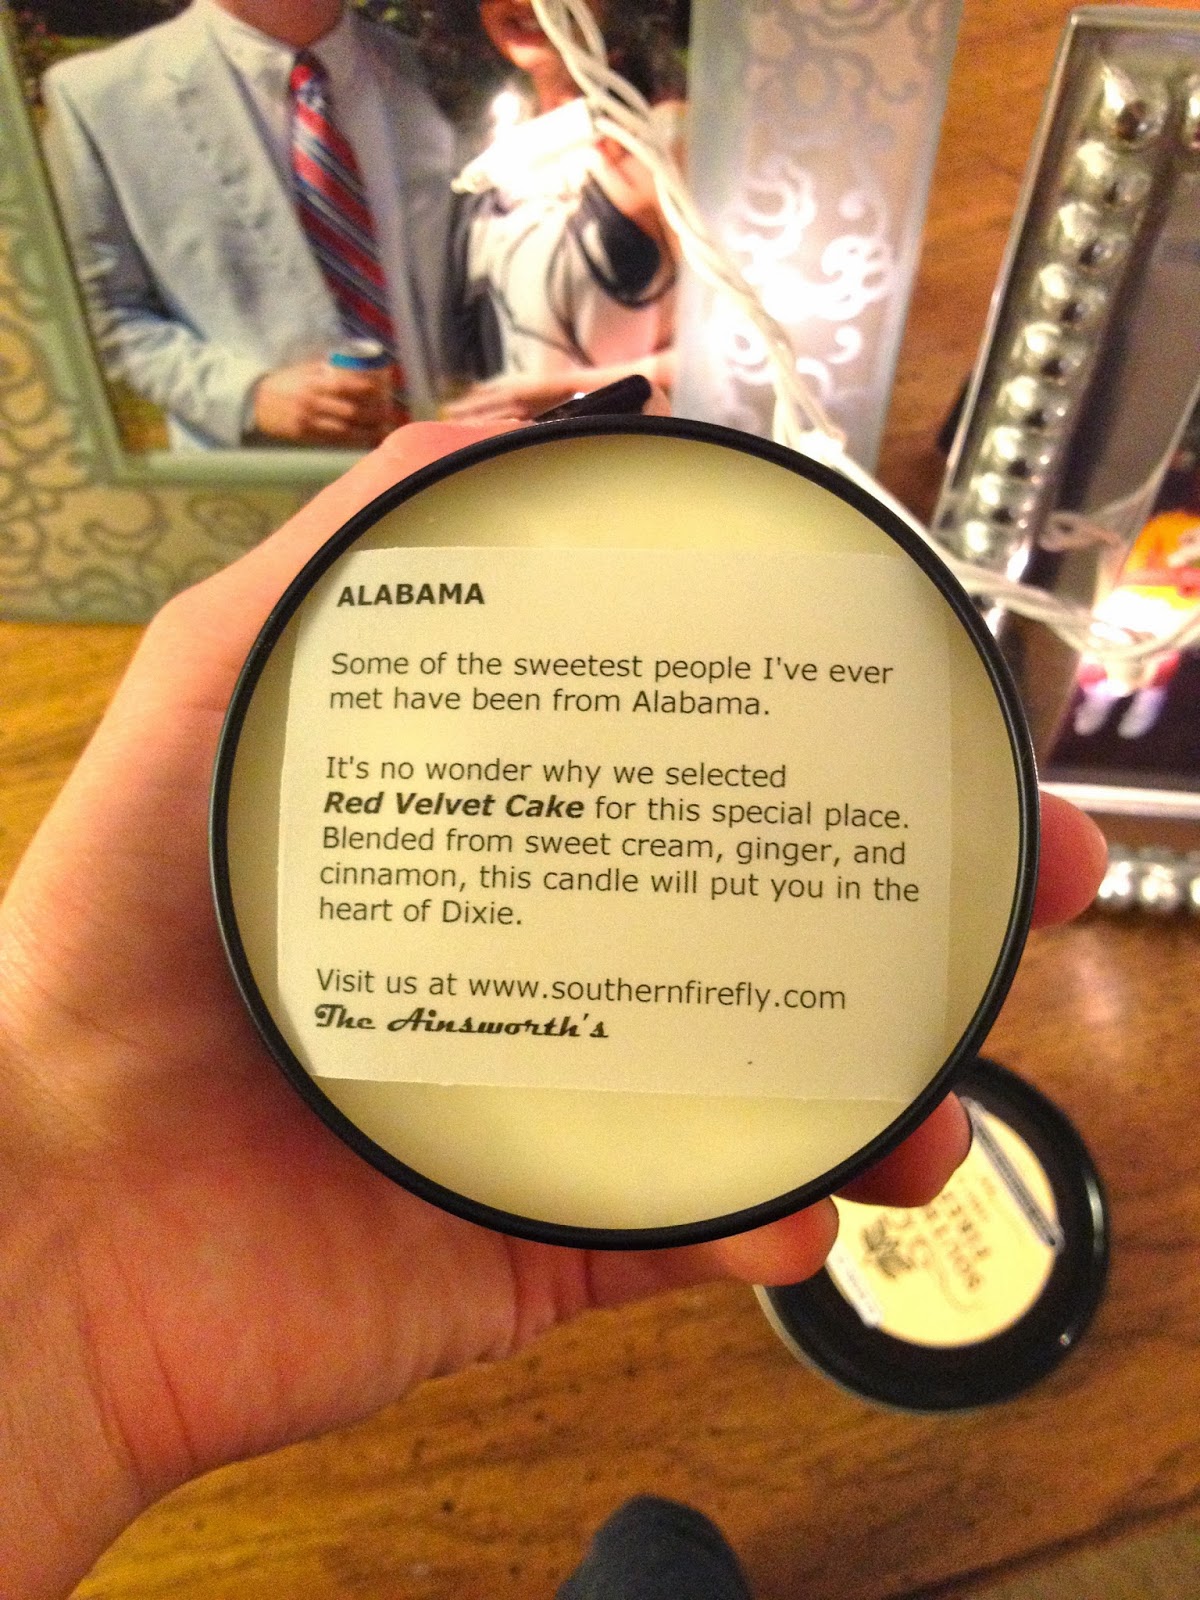 ALABAMA
Some of the sweetest people I've ever
met have been from Alabama.
It's no wonder why we selected
Red Velvet Cake for this special place.
Blended from sweet cream, ginger, and
cinnamon, this candle will put you in the
heart of Dixie.
Visit us at www.southernfirefly.com
The Ainsworth's